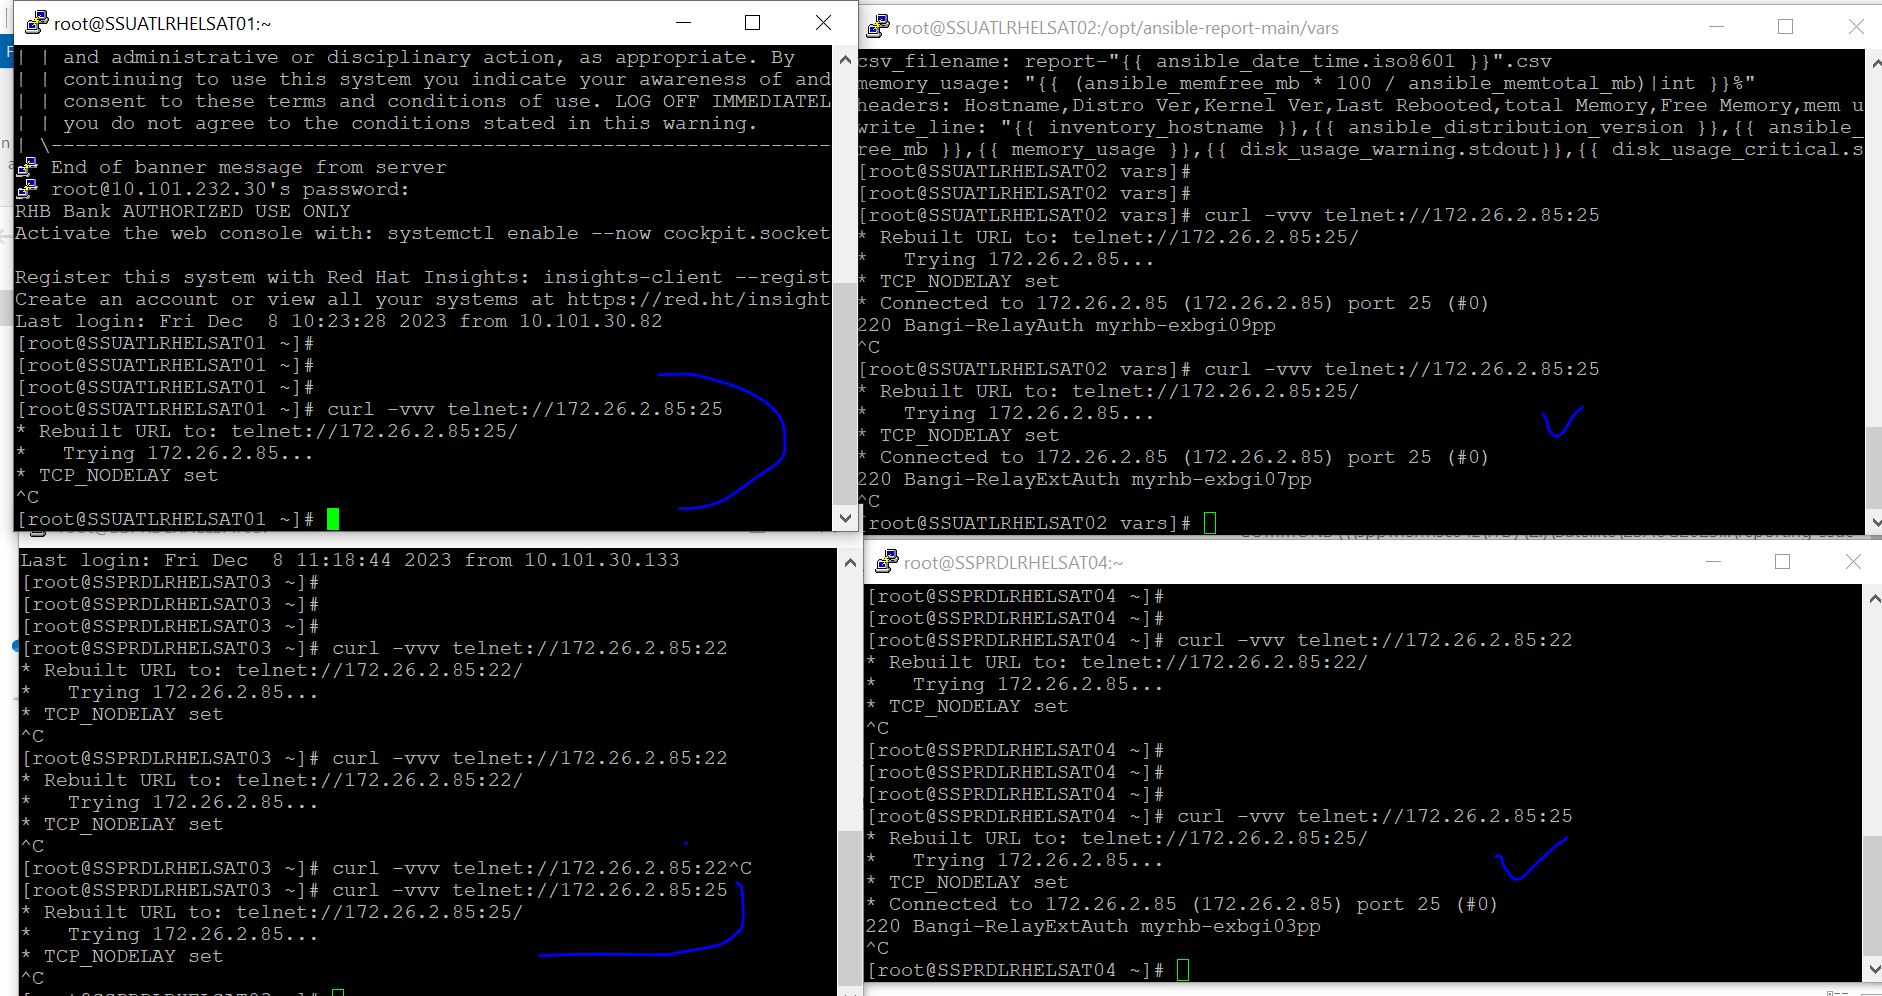 root@SSUATLRHELSAT01:~
| | and administrative or disciplinary action, as appropriate. By
| | continuing to use this system you indicate your awareness of and
| | consent to these terms and conditions of use. LOG OFF IMMEDIATEL
| | you do not agree to the conditions stated in this warning.
| \-----------------------------------------------------------------
End of banner message from server
root@10.101.232.30's password:
RHB Bank AUTHORIZED USE ONLY
Activate the web console with: systemctl enable --now cockpit.socket
Register this system with Red Hat Insights: insights-client --regist
Create an account or view all your systems at https://red.ht/insight
Last login: Fri Dec  8 10:23:28 2023 from 10.101.30.82
[root@SSUATLRHELSAT01 ~]#
[root@SSUATLRHELSAT01 ~]#
[root@SSUATLRHELSAT01 ~]#
[root@SSUATLRHELSAT01 ~]# curl -vvv telnet://172.26.2.85:25
* Rebuilt URL to: telnet://172.26.2.85:25/
*   Trying 172.26.2.85...
* TCP_NODELAY set
^C
[root@SSUATLRHELSAT01 ~]#
root@SSUATLRHELSAT02:/opt/ansible-report-main/vars
csv_filename: report-"{{ ansible_date_time.iso8601 }}".csv
memory_usage: "{{ (ansible_memfree_mb * 100 / ansible_memtotal_mb)|int }}%"
headers: Hostname,Distro Ver,Kernel Ver,Last Rebooted,total Memory,Free Memory,mem u
write_line: "{{ inventory_hostname }},{{ ansible_distribution_version }},{{ ansible_
ree_mb }},{{ memory_usage }},{{ disk_usage_warning.stdout}},{{ disk_usage_critical.s
[root@SSUATLRHELSAT02 vars]#
[root@SSUATLRHELSAT02 vars]#
[root@SSUATLRHELSAT02 vars]# curl -vvv telnet://172.26.2.85:25
* Rebuilt URL to: telnet://172.26.2.85:25/
*   Trying 172.26.2.85...
* TCP_NODELAY set
* Connected to 172.26.2.85 (172.26.2.85) port 25 (#0)
220 Bangi-RelayAuth myrhb-exbgi09pp
^C
[root@SSUATLRHELSAT02 vars]# curl -vvv telnet://172.26.2.85:25
* Rebuilt URL to: telnet://172.26.2.85:25/
*   Trying 172.26.2.85...
* TCP_NODELAY set
* Connected to 172.26.2.85 (172.26.2.85) port 25 (#0)
220 Bangi-RelayExtAuth myrhb-exbgi07pp
^C
[root@SSUATLRHELSAT02 vars]#
Last login: Fri Dec  8 11:18:44 2023 from 10.101.30.133
[root@SSPRDLRHELSAT03 ~]#
[root@SSPRDLRHELSAT03 ~]#
[root@SSPRDLRHELSAT03 ~]#
[root@SSPRDLRHELSAT03 ~]# curl -vvv telnet://172.26.2.85:22
* Rebuilt URL to: telnet://172.26.2.85:22/
*   Trying 172.26.2.85...
* TCP_NODELAY set
^C
[root@SSPRDLRHELSAT03 ~]# curl -vvv telnet://172.26.2.85:22
* Rebuilt URL to: telnet://172.26.2.85:22/
*   Trying 172.26.2.85...
* TCP_NODELAY set
^C
[root@SSPRDLRHELSAT03 ~]# curl -vvv telnet://172.26.2.85:22^C
[root@SSPRDLRHELSAT03 ~]# curl -vvv telnet://172.26.2.85:25
* Rebuilt URL to: telnet://172.26.2.85:25/
*   Trying 172.26.2.85...
* TCP_NODELAY set
^C
[root@SSPRDLRHELSAT03 ~]#
root@SSPRDLRHELSAT04:~
[root@SSPRDLRHELSAT04 ~]#
[root@SSPRDLRHELSAT04 ~]#
[root@SSPRDLRHELSAT04 ~]# curl -vvv telnet://172.26.2.85:22
* Rebuilt URL to: telnet://172.26.2.85:22/
*   Trying 172.26.2.85...
* TCP_NODELAY set
^C
[root@SSPRDLRHELSAT04 ~]#
[root@SSPRDLRHELSAT04 ~]#
[root@SSPRDLRHELSAT04 ~]#
[root@SSPRDLRHELSAT04 ~]# curl -vvv telnet://172.26.2.85:25
* Rebuilt URL to: telnet://172.26.2.85:25/
*   Trying 172.26.2.85...
* TCP_NODELAY set
* Connected to 172.26.2.85 (172.26.2.85) port 25 (#0)
220 Bangi-RelayExtAuth myrhb-exbgi03pp
^C
[root@SSPRDLRHELSAT04 ~]#